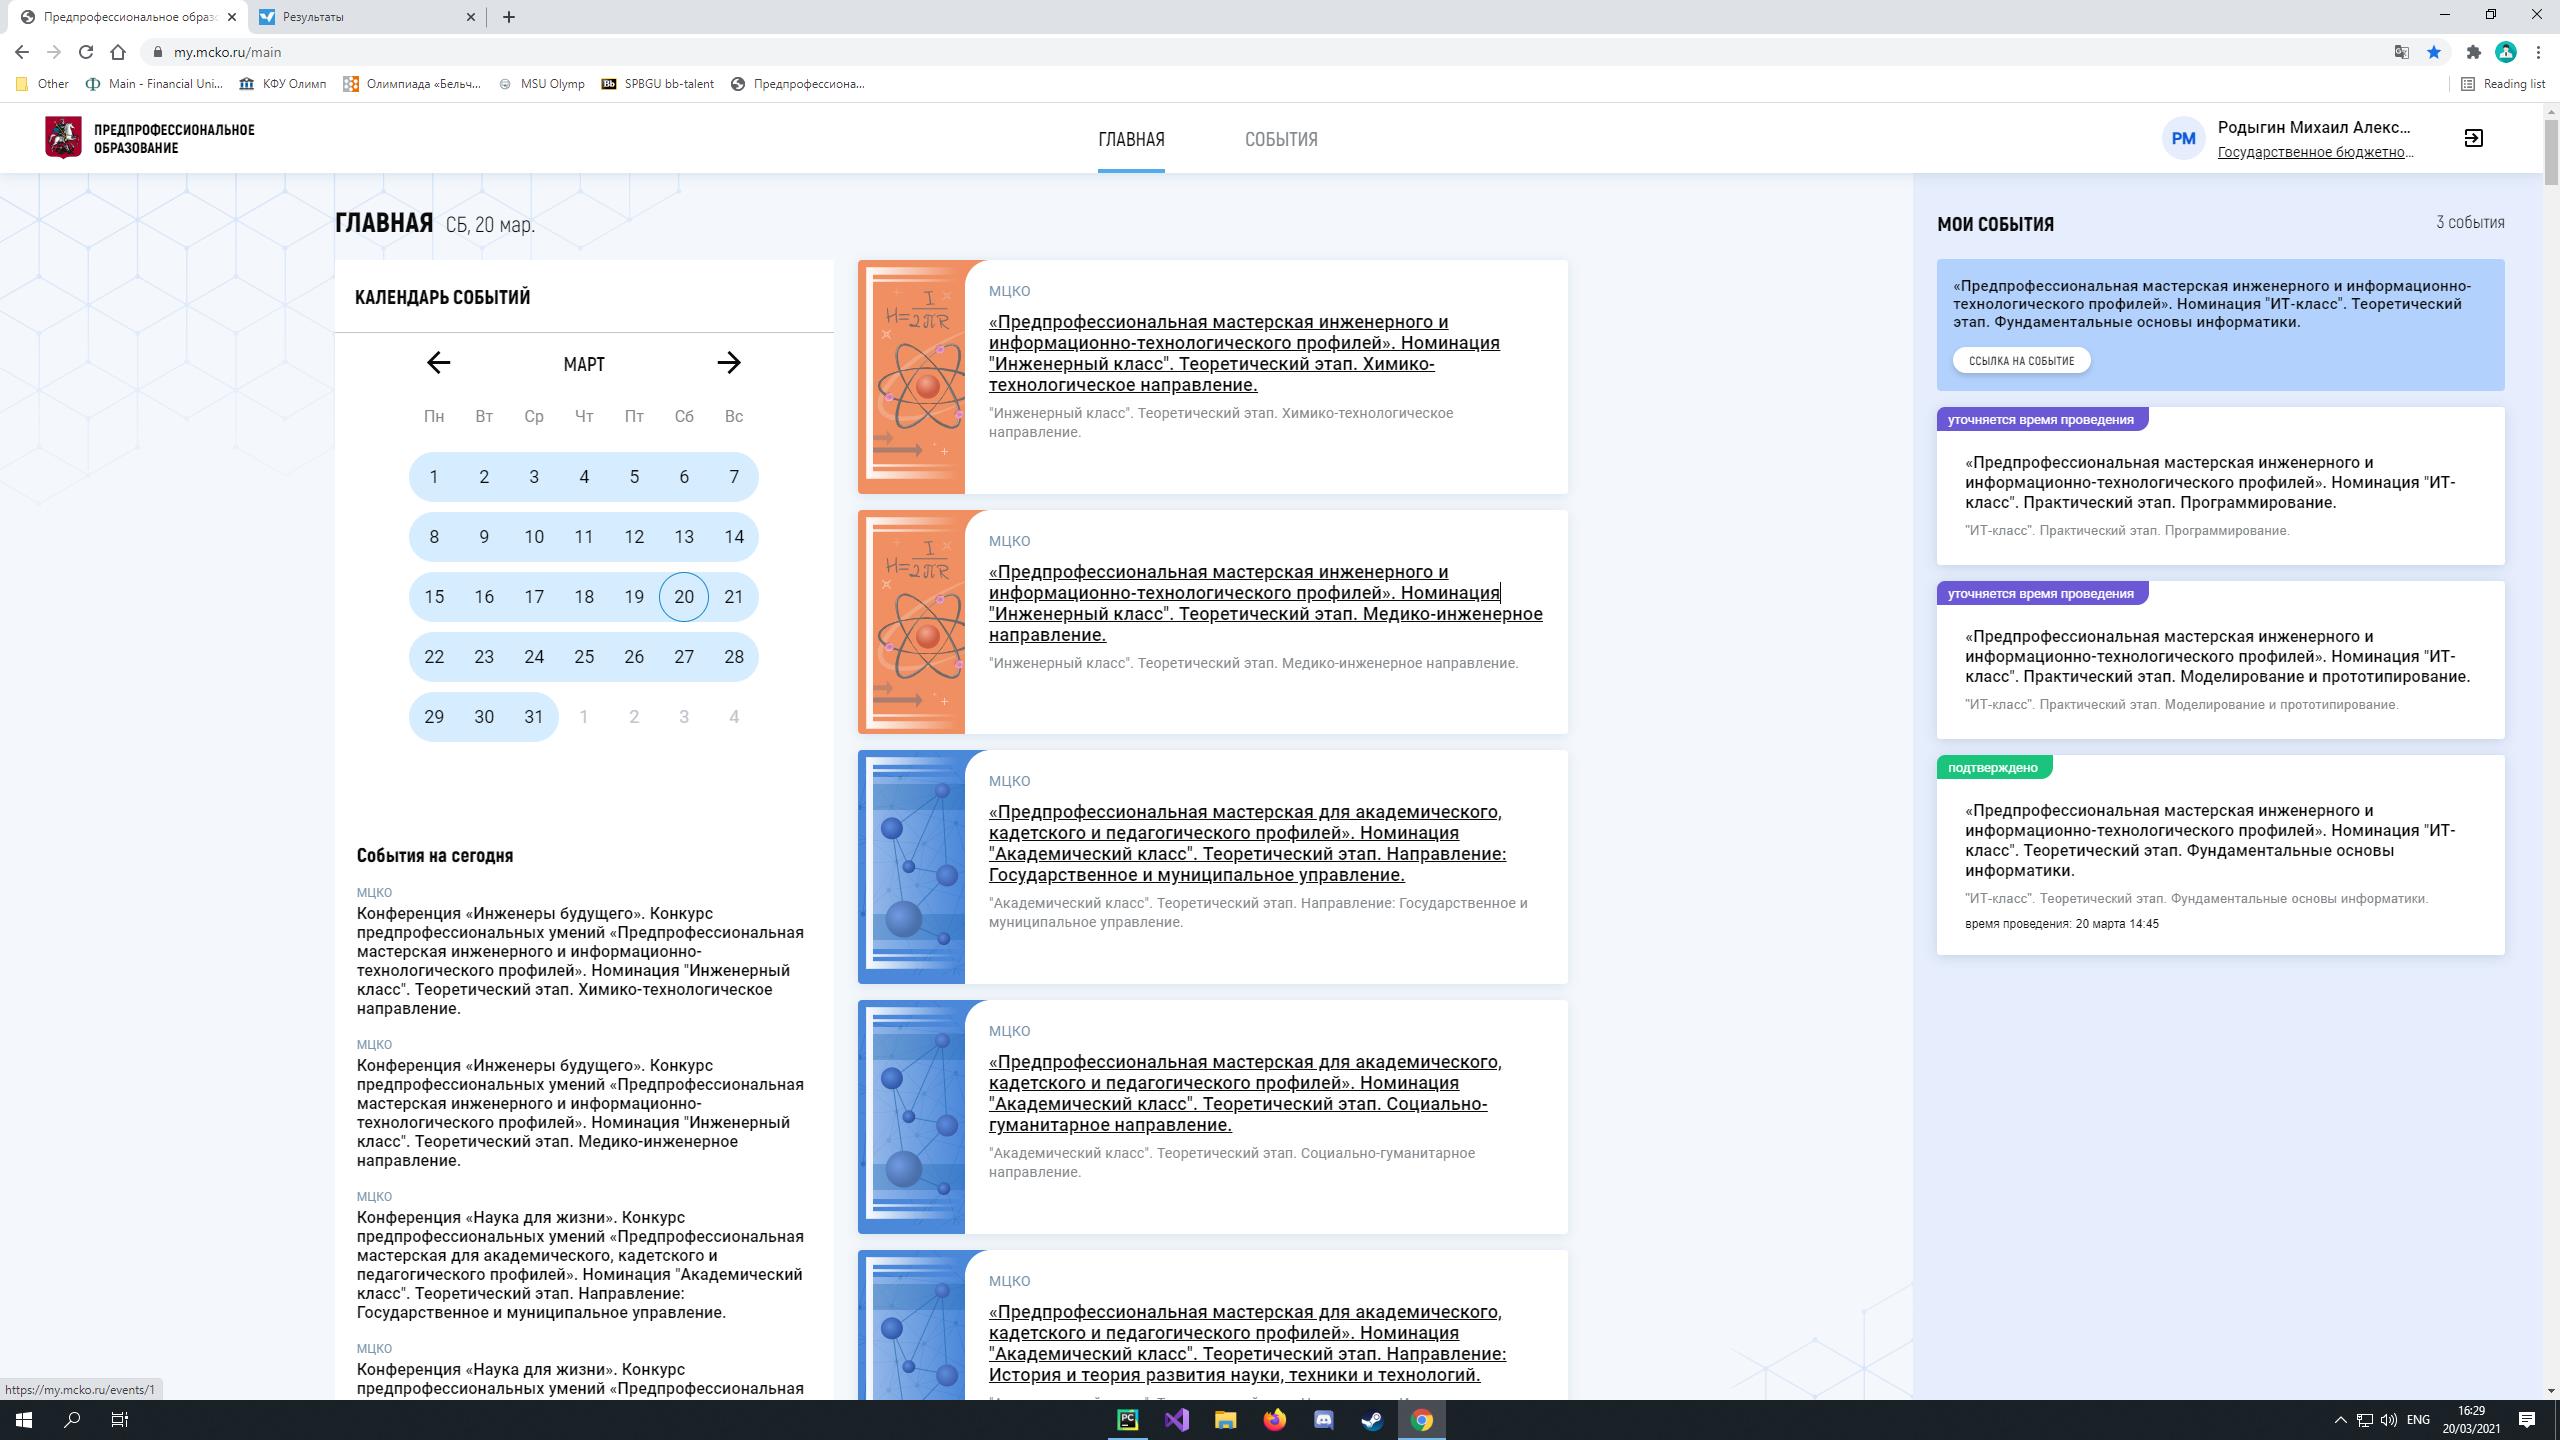 Предпрофессиональное образ
Результаты
my.mcko.ru/main
Other
Main - Financial Uni...
КФУ Олимп
Олимпиада «Бельч...
MSU Olymp
SPBGU bb-talent
Предпрофессиона...
Reading list
ПРЕДПРОФЕССИОНАЛЬНОЕ
ОБРАЗОВАНИЕ
ГЛАВНАЯ
СОБЫТИЯ
РМ
Родыгин Михаил Алекс...
Государственное бюджетно...
ГЛАВНАЯ СБ, 20 мар.
КАЛЕНДАРЬ СОБЫТИЙ
МАРТ
Пн Вт Ср Чт Пт Сб Вс
1 2 3 4 5 6 7
8 9 10 11 12 13 14
15 16 17 18 19 20 21
22 23 24 25 26 27 28
29 30 31 1 2 3 4
События на сегодня
МЦКО
Конференция «Инженеры будущего». Конкурс
предпрофессиональных умений «Предпрофессиональная
мастерская инженерного и информационно-
технологического профилей». Номинация "Инженерный
класс". Теоретический этап. Химико-технологическое
направление.
МЦКО
Конференция «Инженеры будущего». Конкурс
предпрофессиональных умений «Предпрофессиональная
мастерская инженерного и информационно-
технологического профилей». Номинация "Инженерный
класс". Теоретический этап. Медико-инженерное
направление.
МЦКО
Конференция «Наука для жизни». Конкурс
предпрофессиональных умений «Предпрофессиональная
мастерская для академического, кадетского и
педагогического профилей». Номинация "Академический
класс". Теоретический этап. Направление:
Государственное и муниципальное управление.
МЦКО
Конференция «Наука для жизни». Конкурс
предпрофессиональных умений «Предпрофессиональная
https://my.mcko.ru/events/1
H= I
2πR
МЦКО
«Предпрофессиональная мастерская инженерного и
информационно-технологического профилей». Номинация
"Инженерный класс". Теоретический этап. Химико-
технологическое направление.
"Инженерный класс". Теоретический этап. Химико-технологическое
направление.
H= I
2πR
МЦКО
«Предпрофессиональная мастерская инженерного и
информационно-технологического профилей». Номинация
"Инженерный класс". Теоретический этап. Медико-инженерное
направление.
"Инженерный класс". Теоретический этап. Медико-инженерное направление.
МЦКО
«Предпрофессиональная мастерская для академического,
кадетского и педагогического профилей». Номинация
"Академический класс". Теоретический этап. Направление:
Государственное и муниципальное управление.
"Академический класс". Теоретический этап. Направление: Государственное и
муниципальное управление.
МЦКО
«Предпрофессиональная мастерская для академического,
кадетского и педагогического профилей». Номинация
"Академический класс". Теоретический этап. Социально-
гуманитарное направление.
"Академический класс". Теоретический этап. Социально-гуманитарное
направление.
МЦКО
«Предпрофессиональная мастерская для академического,
кадетского и педагогического профилей». Номинация
"Академический класс". Теоретический этап. Направление:
История и теория развития науки, техники и технологий.
МОИ СОБЫТИЯ
3 события
«Предпрофессиональная мастерская инженерного и информационно-
технологического профилей». Номинация "ИТ-класс". Теоретический
этап. Фундаментальные основы информатики.
ССЫЛКА НА СОБЫТИЕ
уточняется время проведения
«Предпрофессиональная мастерская инженерного и
информационно-технологического профилей». Номинация "ИТ-
класс". Практический этап. Программирование.
"ИТ-класс". Практический этап. Программирование.
уточняется время проведения
«Предпрофессиональная мастерская инженерного и
информационно-технологического профилей». Номинация "ИТ-
класс". Практический этап. Моделирование и прототипирование.
"ИТ-класс". Практический этап. Моделирование и прототипирование.
подтверждено
«Предпрофессиональная мастерская инженерного и
информационно-технологического профилей». Номинация "ИТ-
класс". Теоретический этап. Фундаментальные основы
информатики.
"ИТ-класс". Теоретический этап. Фундаментальные основы информатики.
время проведения: 20 марта 14:45
ENG
16:29
20/03/2021